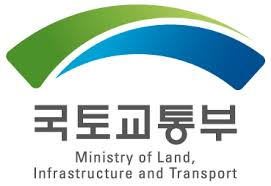 국토교통부
Ministry of Land,
Infrastructure and Transport